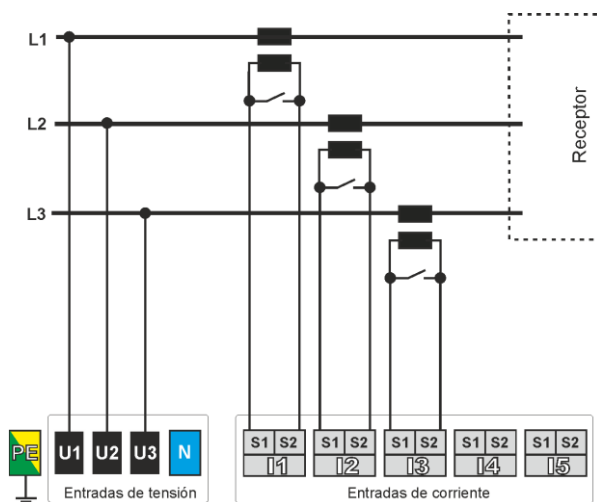 L1
L2
L3
Receptor
PE
U1 U2 U3 N
S1 S2 S1 S2 S1 S2 S1 S2 S1 S2
I1 I2 I3 I4 I5
Entradas de tensión
Entradas de corriente